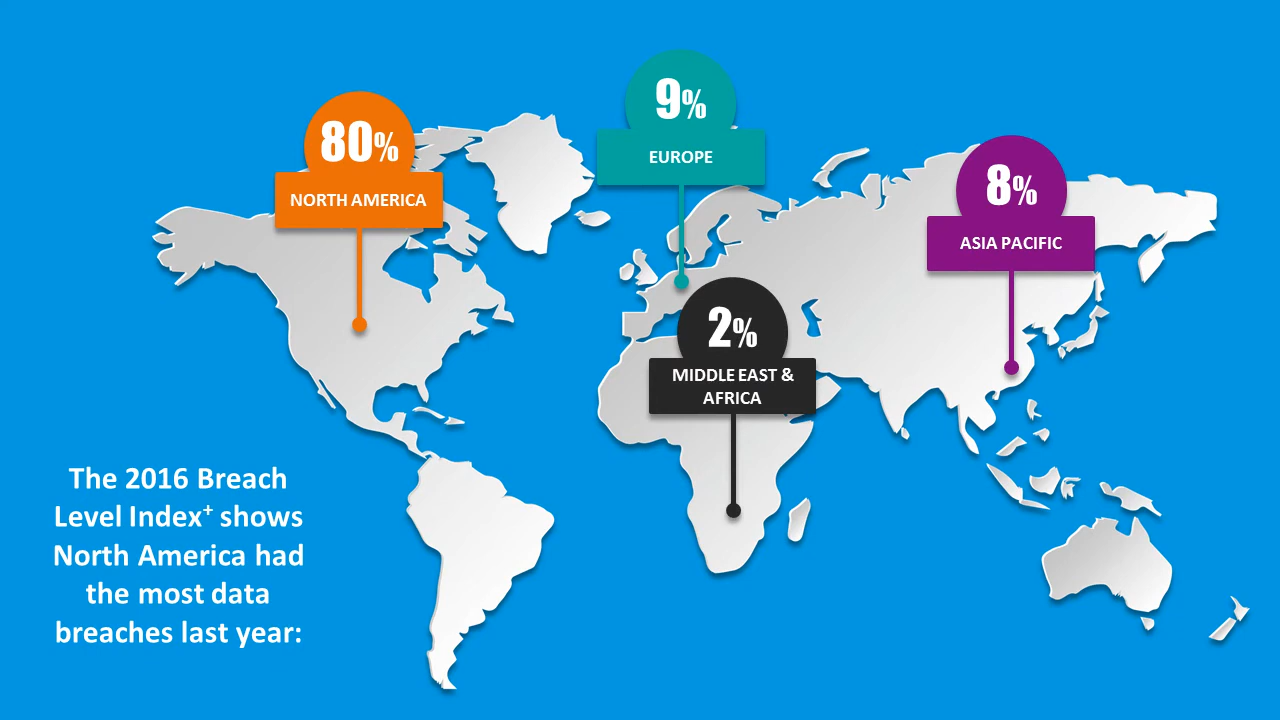 9%
EUROPE
80%
NORTH AMERICA
8%
ASIA PACIFIC
2%
MIDDLE EAST &
AFRICA
The 2016 Breach
Level Index+ shows
North America had
the most data
breaches last year: